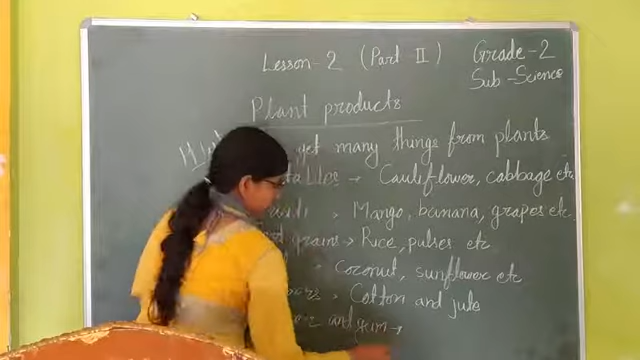 Lesson - 2 (Part II) Grade - 2
Sub - Science
Plant products
get many things from plants
→ Cauliflower, cabbage etc
→ Mango, banana, grapes etc.
grains → Rice, pulses etc
→ Coconut, sunflower etc
→ Cotton and jute
and gum →